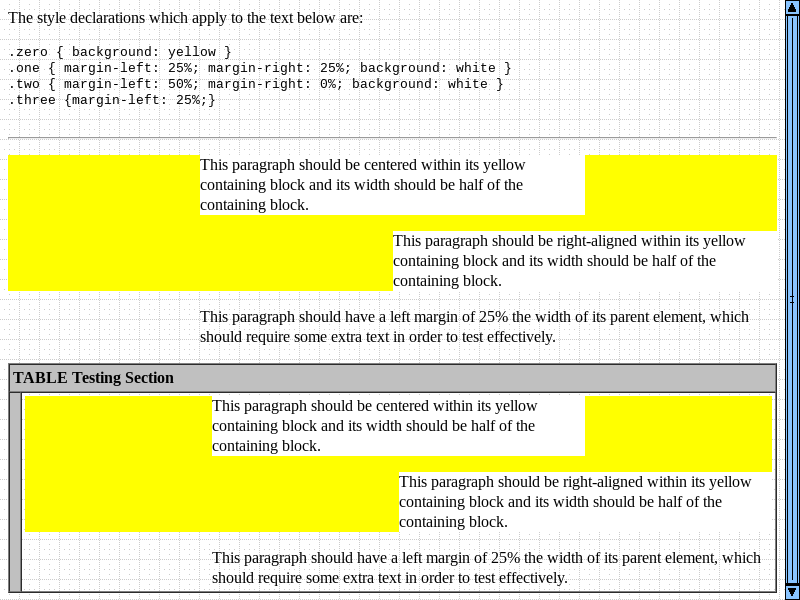 The style declarations which apply to the text below are:
.zero { background: yellow }
.one { margin-left: 25%; margin-right: 25%; background: white }
.two { margin-left: 50%; margin-right: 0%; background: white }
.three {margin-left: 25%;}
This paragraph should be centered within its yellow
containing block and its width should be half of the
containing block.
This paragraph should be right-aligned within its yellow
containing block and its width should be half of the
containing block.
This paragraph should have a left margin of 25% the width of its parent element, which
should require some extra text in order to test effectively.
TABLE Testing Section
This paragraph should be centered within its yellow
containing block and its width should be half of the
containing block.
This paragraph should be right-aligned within its yellow
containing block and its width should be half of the
containing block.
This paragraph should have a left margin of 25% the width of its parent element, which
should require some extra text in order to test effectively.